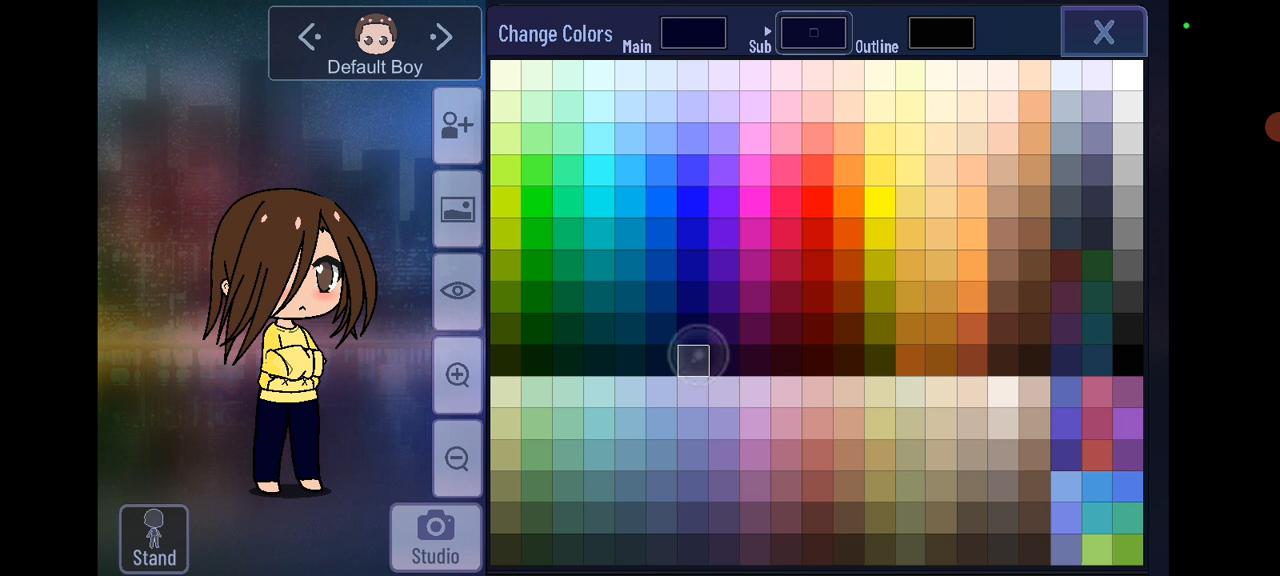 Default Boy
Change Colors
Main
Sub
Outline
X
Stand
Studio